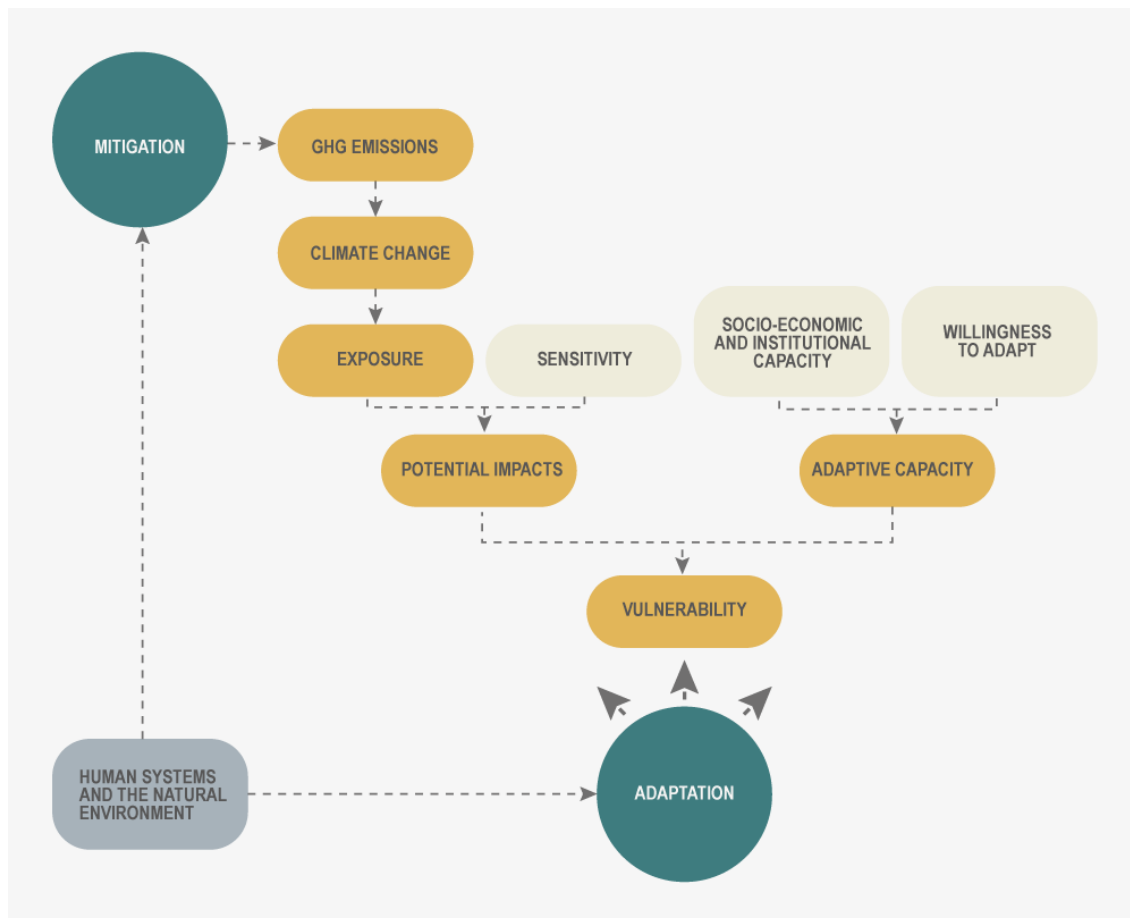 MITIGATION
GHG EMISSIONS
CLIMATE CHANGE
EXPOSURE
SENSITIVITY
SOCIO-ECONOMIC
AND INSTITUTIONAL
CAPACITY
WILLINGNESS
TO ADAPT
POTENTIAL IMPACTS
ADAPTIVE CAPACITY
VULNERABILITY
HUMAN SYSTEMS
AND THE NATURAL
ENVIRONMENT
ADAPTATION